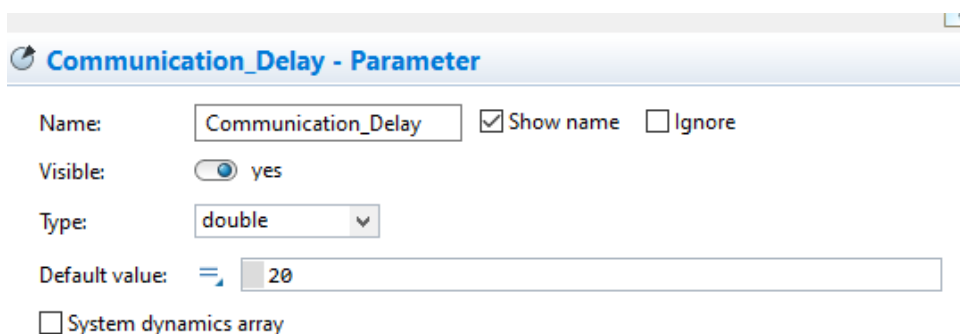 Communication_Delay - Parameter
Name: Communication_Delay Show name Ignore
Visible: yes
Type: double
Default value: 20
System dynamics array